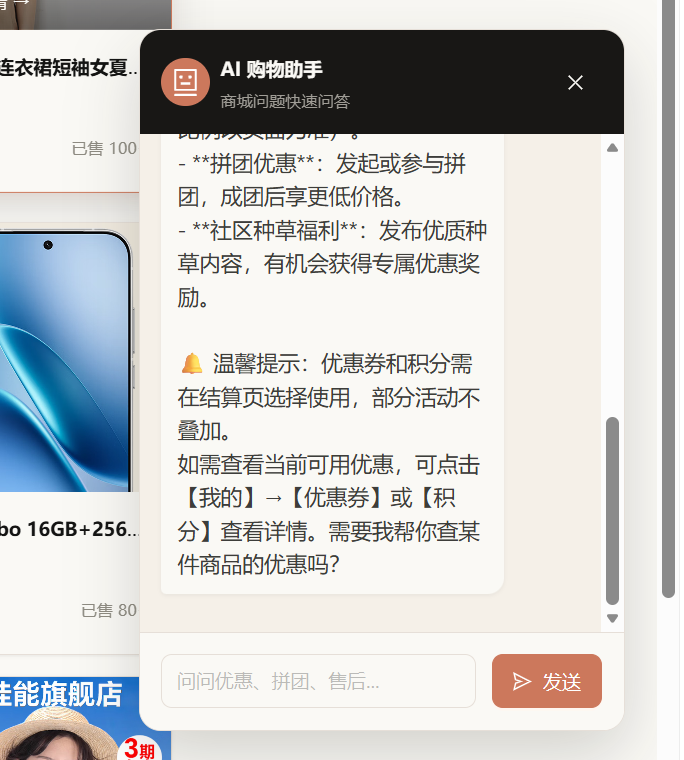 连衣裙短袖女夏...
已售 100
bo 16GB+256...
已售 80
佳能旗舰店
3期
AI 购物助手
商城问题快速问答
- **拼团优惠**：发起或参与拼
团，成团后享更低价格。
- **社区种草福利**：发布优质种
草内容，有机会获得专属优惠奖
励。
🔔 温馨提示：优惠券和积分需
在结算页选择使用，部分活动不
叠加。
如需查看当前可用优惠，可点击
【我的】→【优惠券】或【积
分】查看详情。需要我帮你查某
件商品的优惠吗？
问问优惠、拼团、售后...
发送